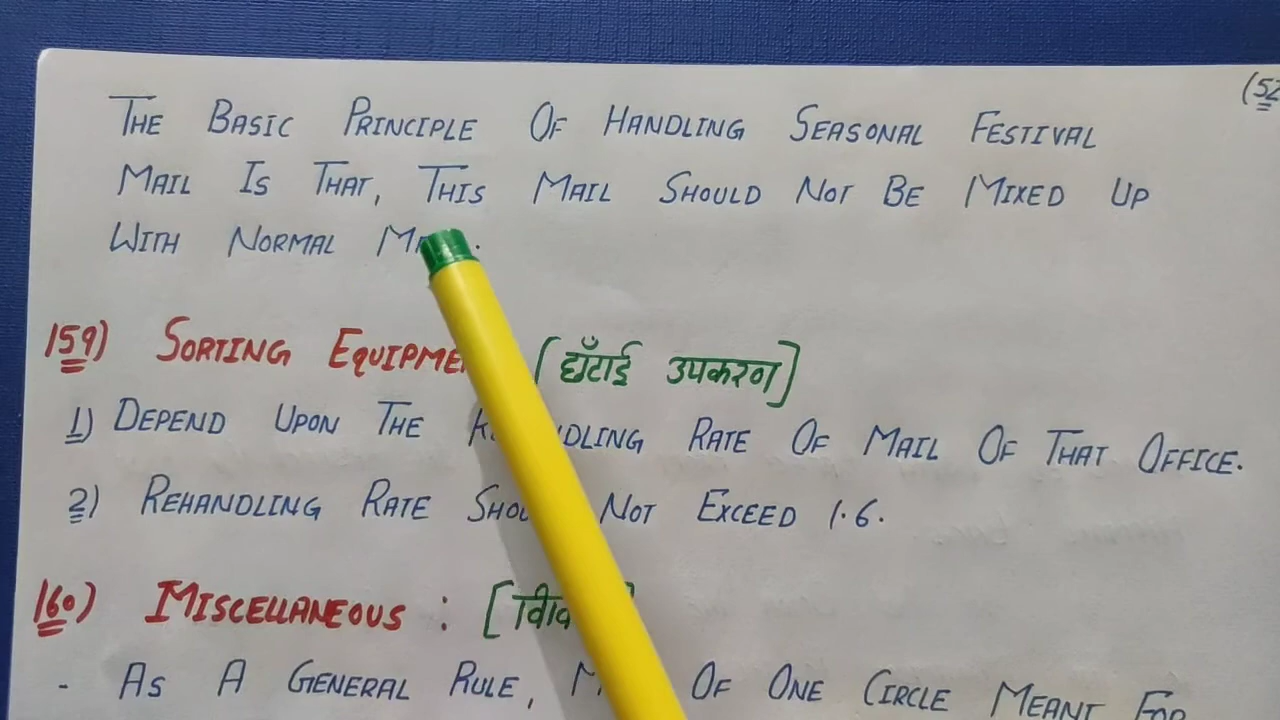 (52
THE BASIC PRINCIPLE OF HANDLING SEASONAL FESTIVAL
MAIL IS THAT, THIS MAIL SHOULD NOT BE MIXED UP
WITH NORMAL
159) SORTING [छाँटाई उपकरण]
1) DEPEND UPON THE RATE OF MAIL OF THAT OFFICE.
2) REHANDLING RATE NOT EXCEED 1.6.
160) MISCELLANEOUS : [
- AS A GENERAL RULE, OF ONE CIRCLE MEANT FOR